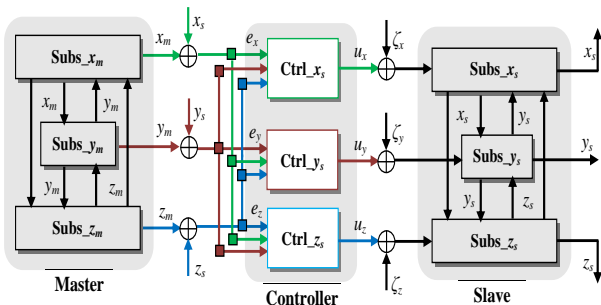 x_s
ζ_x
x_m
e_x
u_x
x_s
Subs_x_m
Ctrl_x_s
Subs_x_s
x_m
y_m
y_s
x_s
y_s
ζ_y
Subs_y_m
y_m
e_y
Ctrl_y_s
u_y
Subs_y_s
y_s
y_m
z_m
y_s
z_s
z_m
e_z
u_z
Subs_z_m
Ctrl_z_s
Subs_z_s
z_s
z_s
ζ_z
Master
Controller
Slave